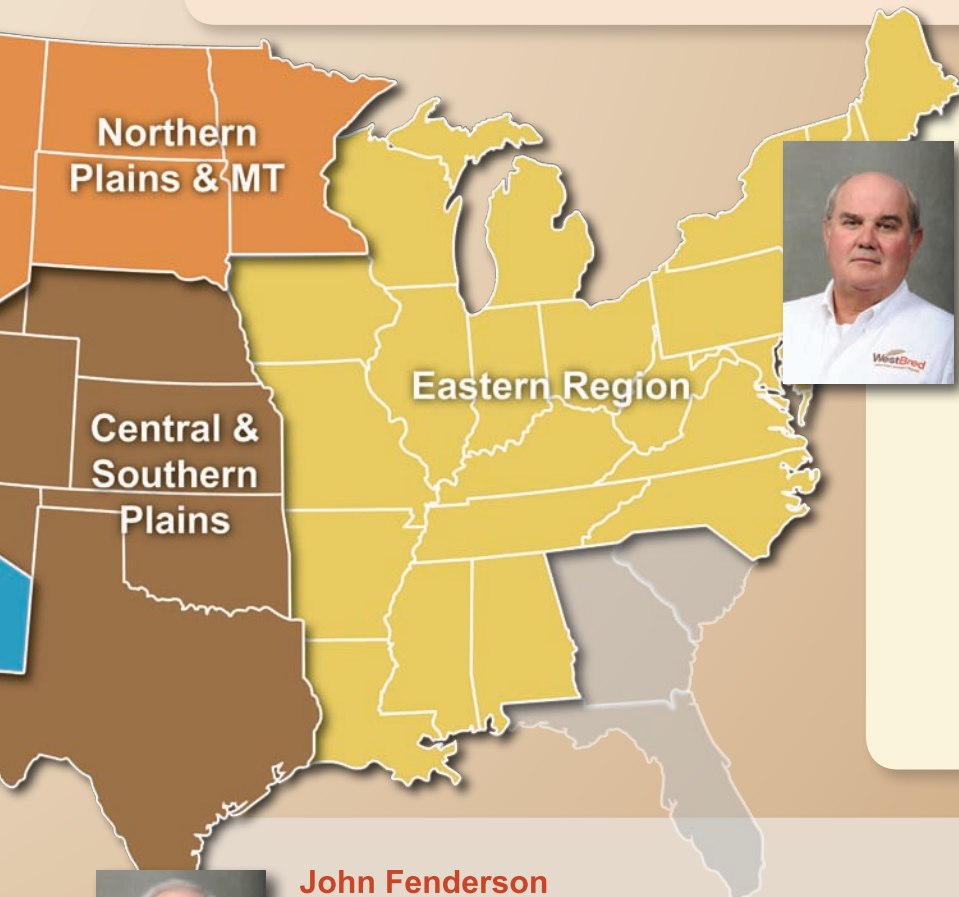 Northern
Plains & MT
WestBred
Eastern Region
Central &
Southern
Plains
John Fenderson